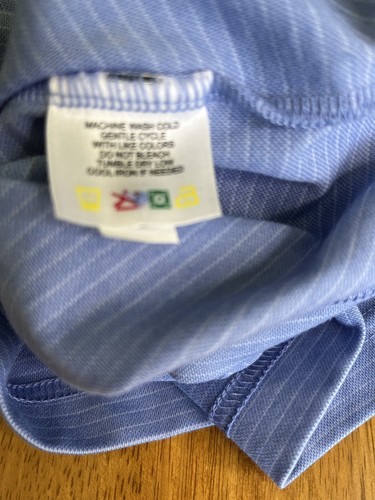 MACHINE WASH COLD
GENTLE CYCLE
WITH LIKE COLORS
DO NOT BLEACH
TUMBLE DRY LOW
COOL IRON IF NEEDED